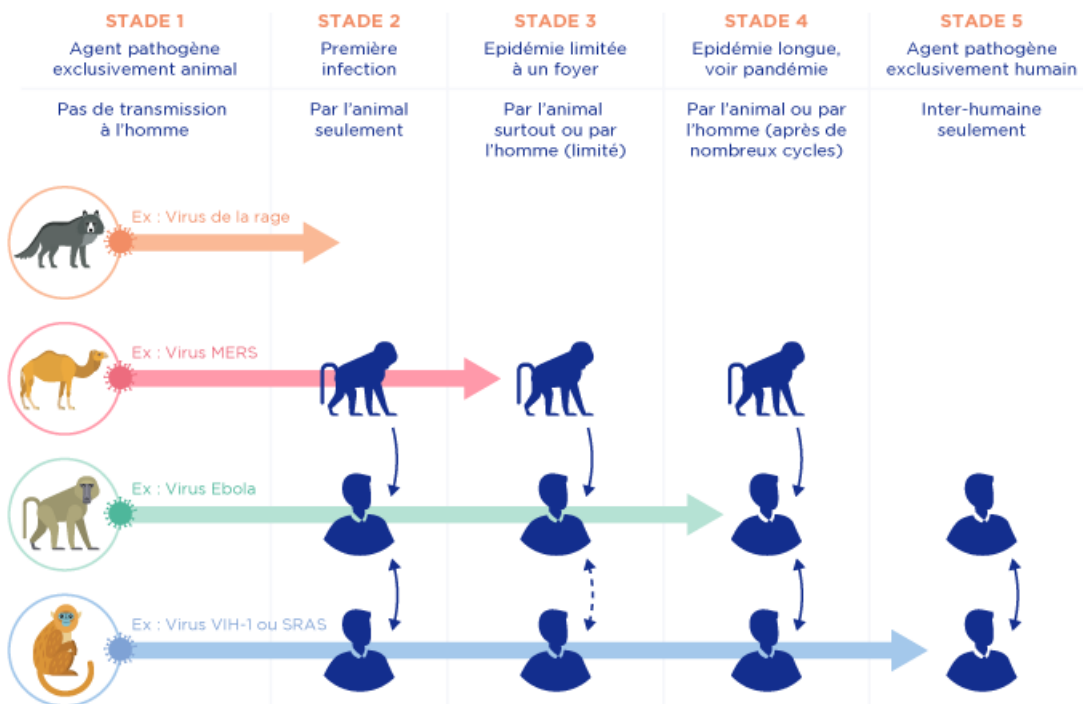 STADE 1
Agent pathogène
exclusivement animal
Pas de transmission
à l'homme
STADE 2
Première
infection
Par l'animal
seulement
STADE 3
Epidémie limitée
à un foyer
Par l'animal
surtout ou par
l'homme (limité)
STADE 4
Epidémie longue,
voir pandémie
Par l'animal ou par
l'homme (après de
nombreux cycles)
STADE 5
Agent pathogène
exclusivement humain
Inter-humaine
seulement
Ex : Virus de la rage
Ex : Virus MERS
Ex : Virus Ebola
Ex : Virus VIH-1 ou SRAS